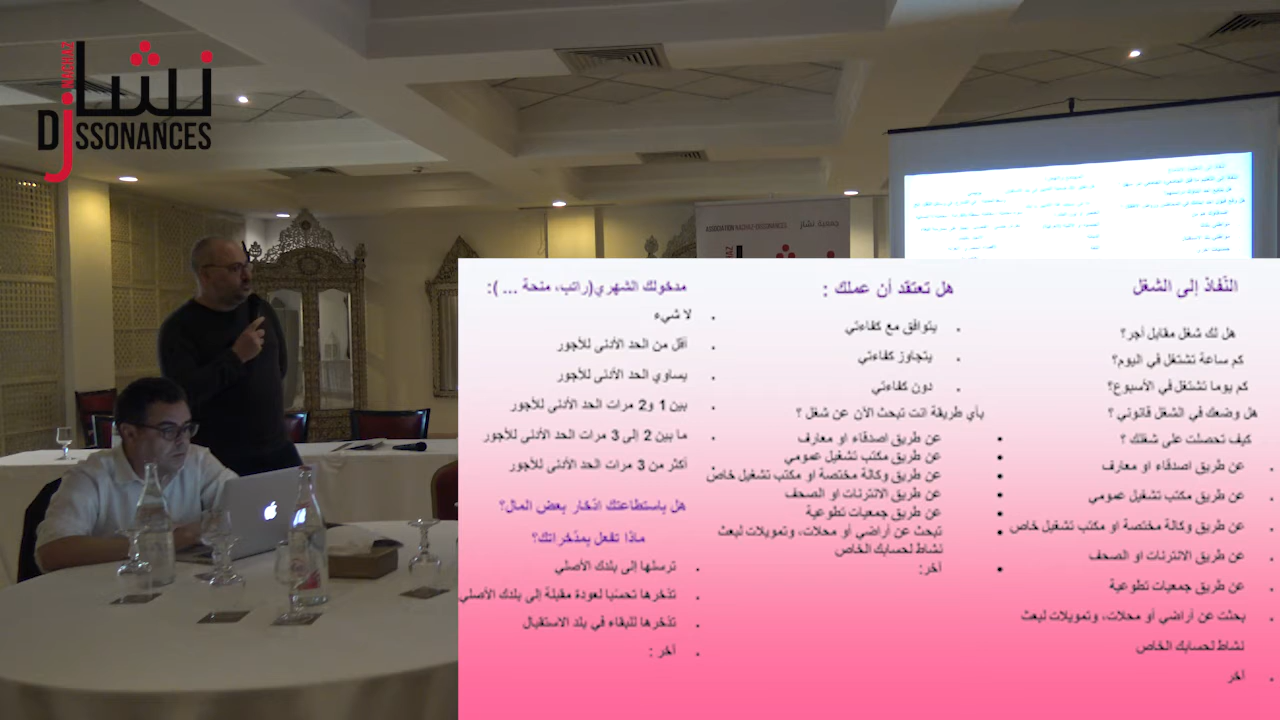 نشاز
NACHAZ
DjSSONANCES
ASSOCIATION NACHAZ-DISSONANCES
جمعية نشاز
النّفاذ إلى الشغل
هل لك شغل مقابل أجر؟
كم ساعة تشتغل في اليوم؟
كم يوما تشتغل في الأسبوع؟
هل وضعك في الشغل قانوني ؟
كيف تحصلت على شغلك ؟
عن طريق اصدقاء او معارف
عن طريق مكتب تشغيل عمومي
عن طريق وكالة مختصة او مكتب تشغيل خاص
عن طريق الانترنات او الصحف
عن طريق جمعيات تطوعية
بحثت عن أراضي أو محلات، وتمويلات لبعث
نشاط لحسابك الخاص
آخر
هل تعتقد أن عملك :
يتوافق مع كفاءتي
يتجاوز كفاءتي
دون كفاءتي
بأي طريقة انت تبحث الآن عن شغل ؟
عن طريق اصدقاء او معارف
عن طريق مكتب تشغيل عمومي
عن طريق وكالة مختصة او مكتب تشغيل خاصّ
عن طريق الانترنات او الصحف
عن طريق جمعيات تطوعية
تبحث عن أراضي أو محلات، وتمويلات لبعث
نشاط لحسابك الخاص
آخر:
مدخولك الشهري(راتب، منحة ... ):
لا شيء
أقل من الحد الأدنى للأجور
يساوي الحد الأدنى للأجور
بين 1 و2 مرات الحد الأدنى للأجور
ما بين 2 إلى 3 مرات الحد الأدنى للأجور
أكثر من 3 مرات الحد الأدنى للأجور
هل باستطاعتك ادّخار بعض المال؟
ماذا تفعل بمدّخراتك؟
ترسلها إلى بلدك الأصلي
تدّخرها تحسّبا لعودة مقبلة إلى بلدك الأصلي
تدّخرها للبقاء في بلد الاستقبال
آخر :